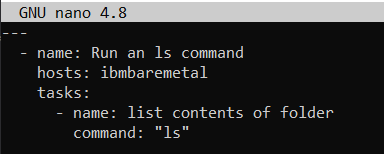 GNU nano 4.8
---
  - name: Run an ls command
    hosts: ibmbaremetal
    tasks:
      - name: list contents of folder
        command: "ls"